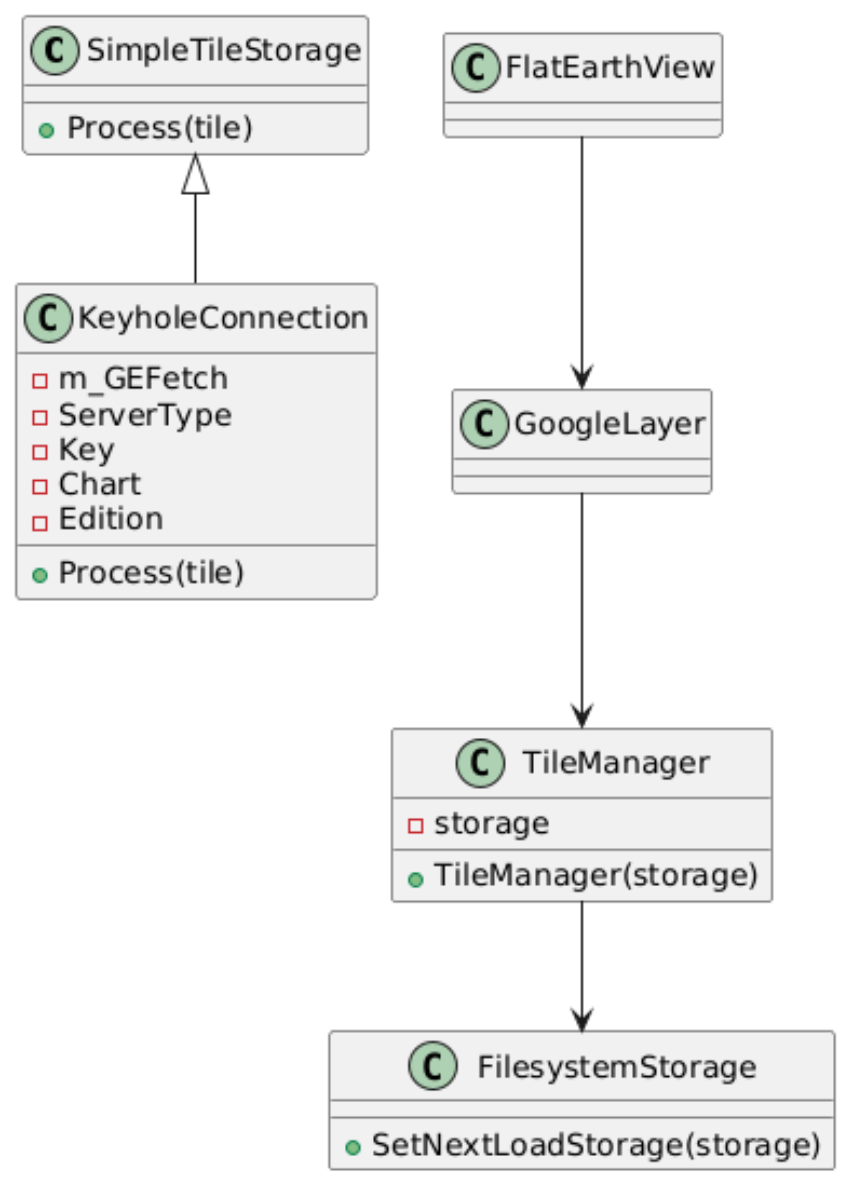 C SimpleTileStorage
Process(tile)
C KeyholeConnection
m_GEFetch
ServerType
Key
Chart
Edition
Process(tile)
C FlatEarthView
C GoogleLayer
C TileManager
storage
TileManager(storage)
C FilesystemStorage
SetNextLoadStorage(storage)